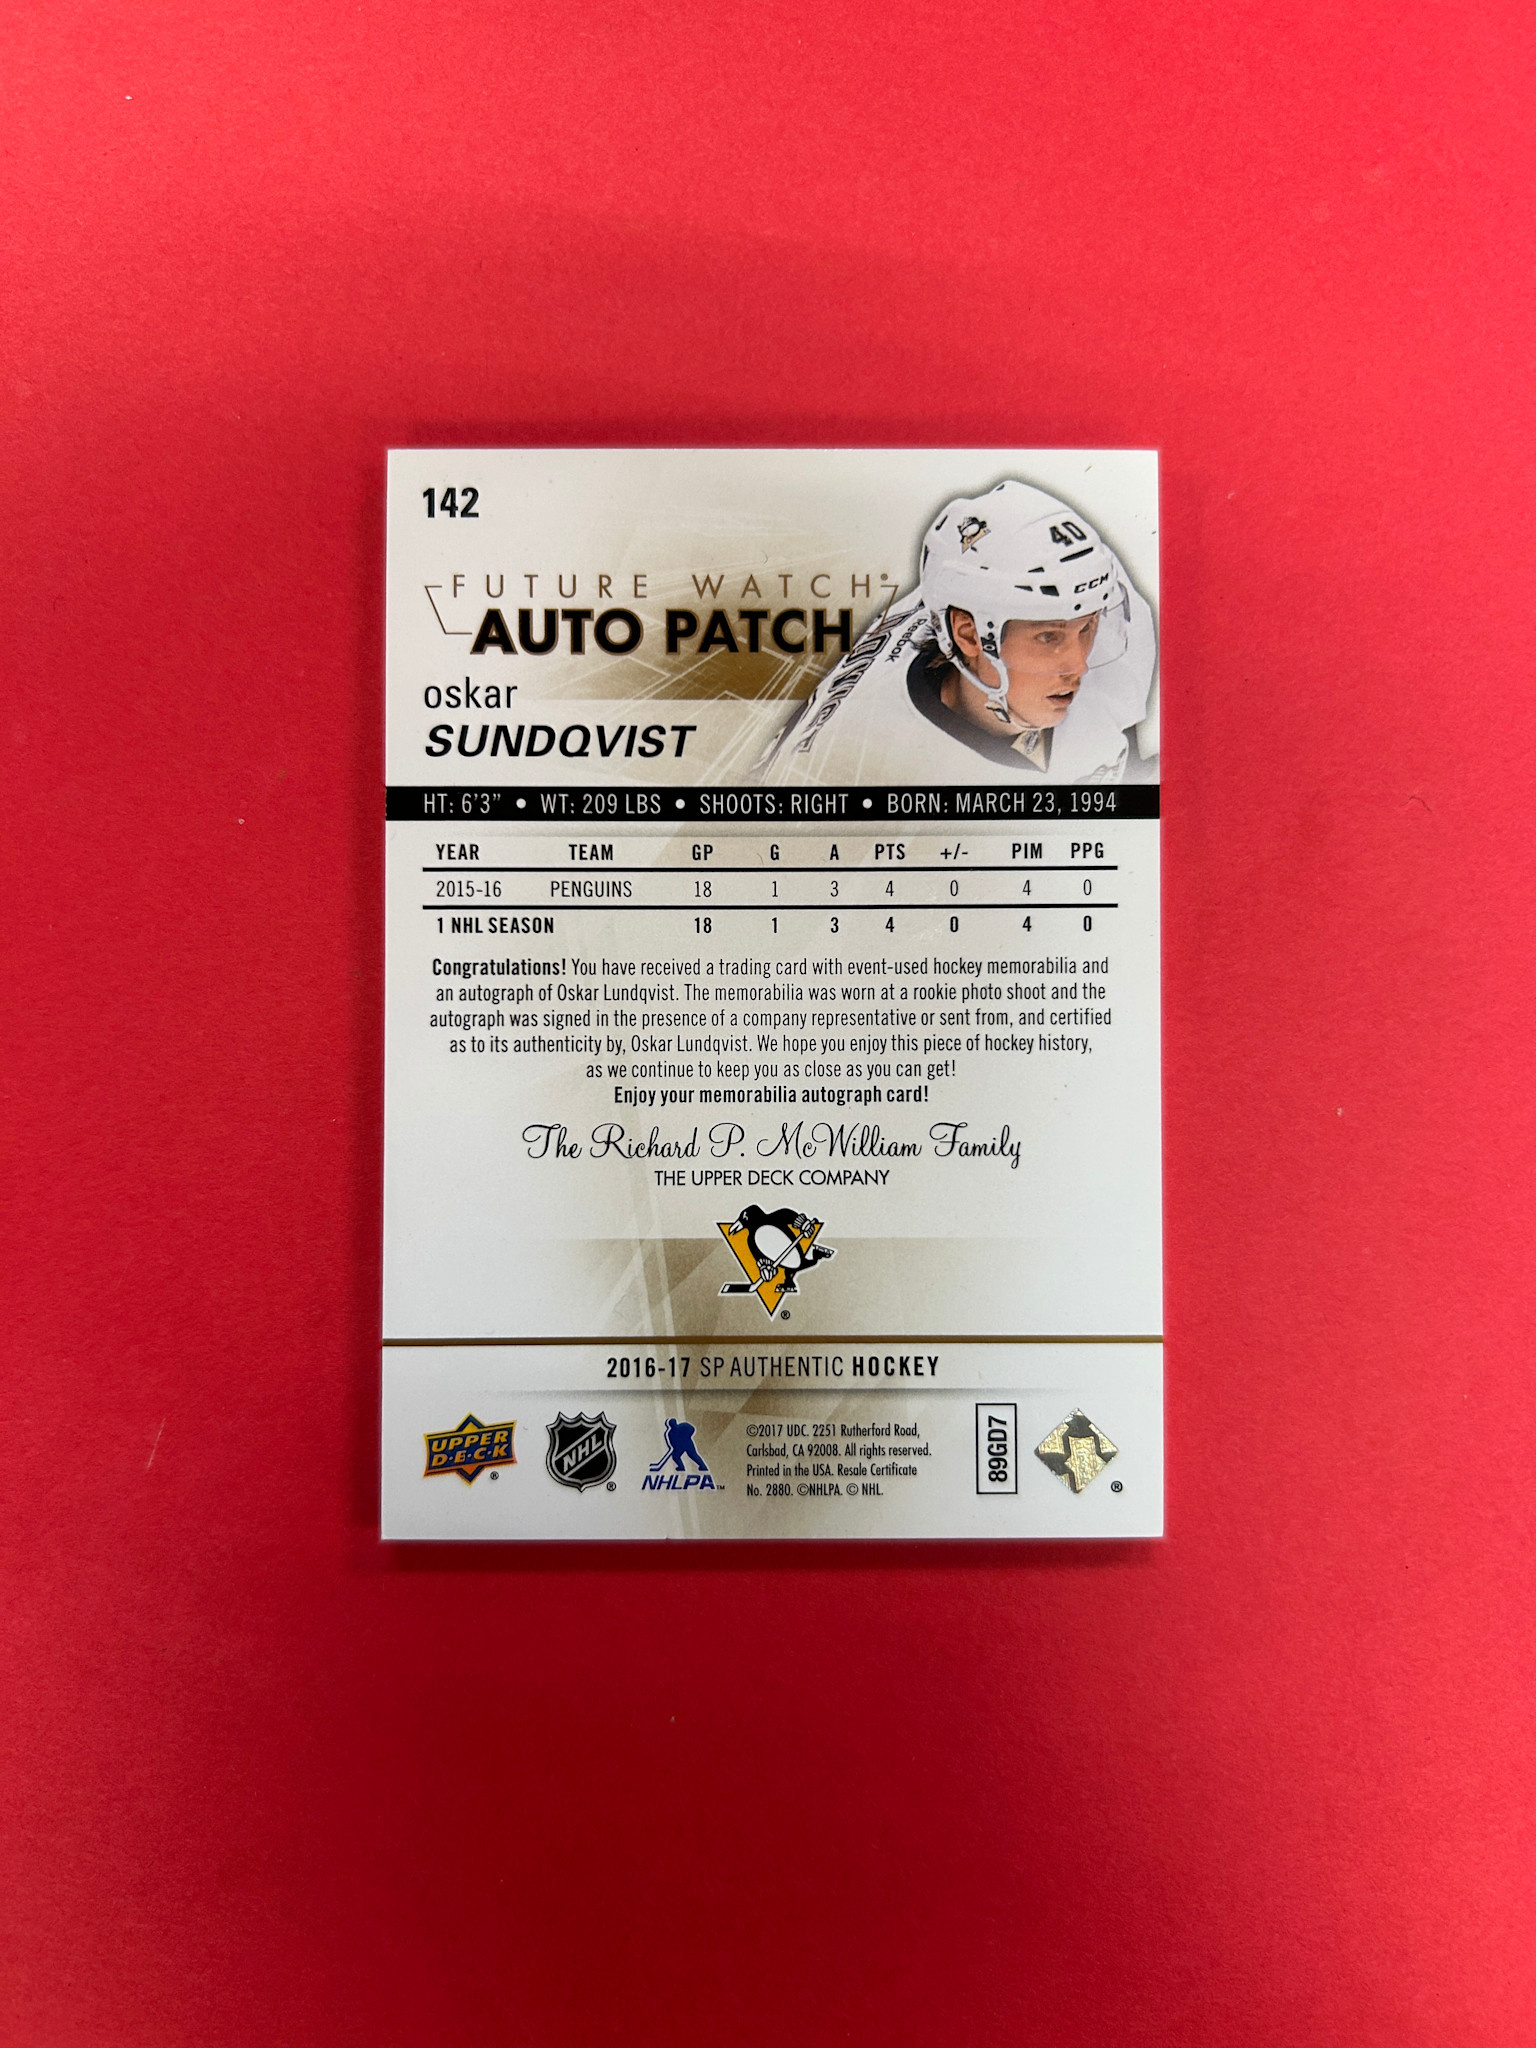 142
40
CCM
Reebok
FUTURE WATCH®
AUTO PATCH
oskar
SUNDQVIST
HT: 6'3" • WT: 209 LBS • SHOOTS: RIGHT • BORN: MARCH 23, 1994
YEAR TEAM GP G A PTS +/- PIM PPG
2015-16 PENGUINS 18 1 3 4 0 4 0
1 NHL SEASON 18 1 3 4 0 4 0
Congratulations! You have received a trading card with event-used hockey memorabilia and
an autograph of Oskar Lundqvist. The memorabilia was worn at a rookie photo shoot and the
autograph was signed in the presence of a company representative or sent from, and certified
as to its authenticity by, Oskar Lundqvist. We hope you enjoy this piece of hockey history,
as we continue to keep you as close as you can get!
Enjoy your memorabilia autograph card!
The Richard P. McWilliam Family
THE UPPER DECK COMPANY
®
2016-17 SP AUTHENTIC HOCKEY
UPPER
D·E·C·K
®
NHL
®
NHLPA™
©2017 UDC. 2251 Rutherford Road,
Carlsbad, CA 92008. All rights reserved.
Printed in the USA. Resale Certificate
No. 2880. ©NHLPA. © NHL.
89GD7
®